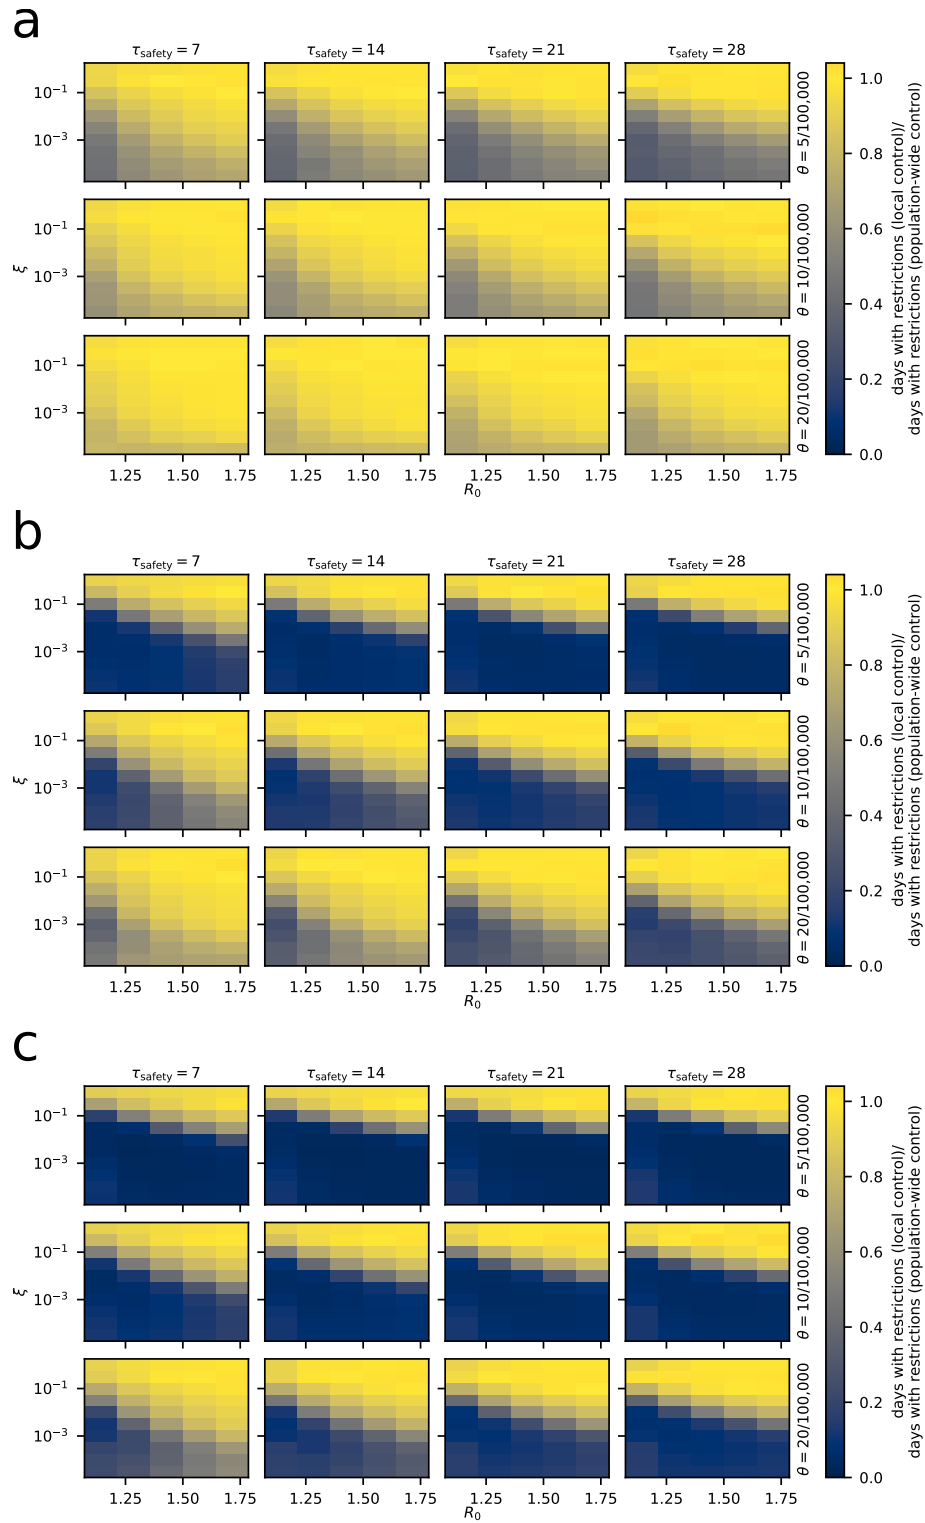 a
τsafety = 7 τsafety = 14 τsafety = 21 τsafety = 28
10⁻¹
10⁻³
θ = 5/100,000
10⁻¹
10⁻³
θ = 10/100,000
ξ
10⁻¹
10⁻³
θ = 20/100,000
1.25 1.50 1.75 1.25 1.50 1.75 1.25 1.50 1.75 1.25 1.50 1.75
R₀
1.0
0.8
0.6
0.4
0.2
0.0
days with restrictions (local control)/
days with restrictions (population-wide control)
b
τsafety = 7 τsafety = 14 τsafety = 21 τsafety = 28
10⁻¹
10⁻³
θ = 5/100,000
10⁻¹
10⁻³
θ = 10/100,000
ξ
10⁻¹
10⁻³
θ = 20/100,000
1.25 1.50 1.75 1.25 1.50 1.75 1.25 1.50 1.75 1.25 1.50 1.75
R₀
1.0
0.8
0.6
0.4
0.2
0.0
days with restrictions (local control)/
days with restrictions (population-wide control)
c
τsafety = 7 τsafety = 14 τsafety = 21 τsafety = 28
10⁻¹
10⁻³
θ = 5/100,000
10⁻¹
10⁻³
θ = 10/100,000
ξ
10⁻¹
10⁻³
θ = 20/100,000
1.25 1.50 1.75 1.25 1.50 1.75 1.25 1.50 1.75 1.25 1.50 1.75
R₀
1.0
0.8
0.6
0.4
0.2
0.0
days with restrictions (local control)/
days with restrictions (population-wide control)